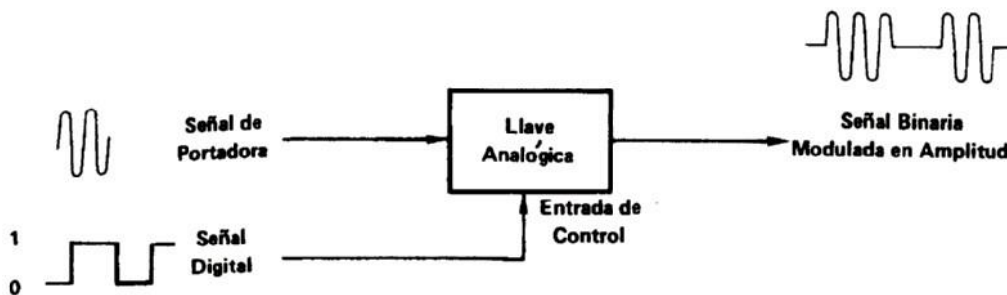 Señal de
Portadora
Llave
Analógica
Señal Binaria
Modulada en Amplitud
Entrada de
Control
1
0
Señal
Digital